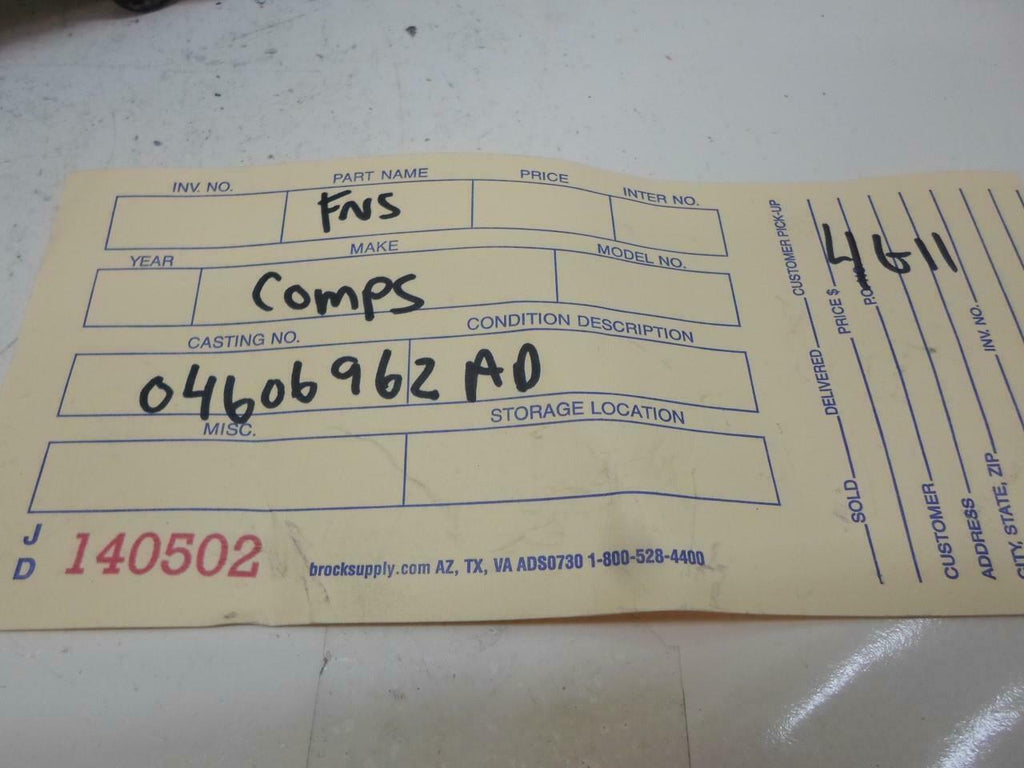 INV. NO. PART NAME PRICE INTER NO.
FNS
YEAR MAKE MODEL NO.
Comps
CASTING NO. CONDITION DESCRIPTION
04606962 AD
MISC. STORAGE LOCATION
J D 140502
brocksupply.com AZ, TX, VA ADS0730 1-800-528-4400
SOLD DELIVERED CUSTOMER PICK-UP
PRICE $
4G11
CUSTOMER
ADDRESS
CITY, STATE, ZIP INV. NO.